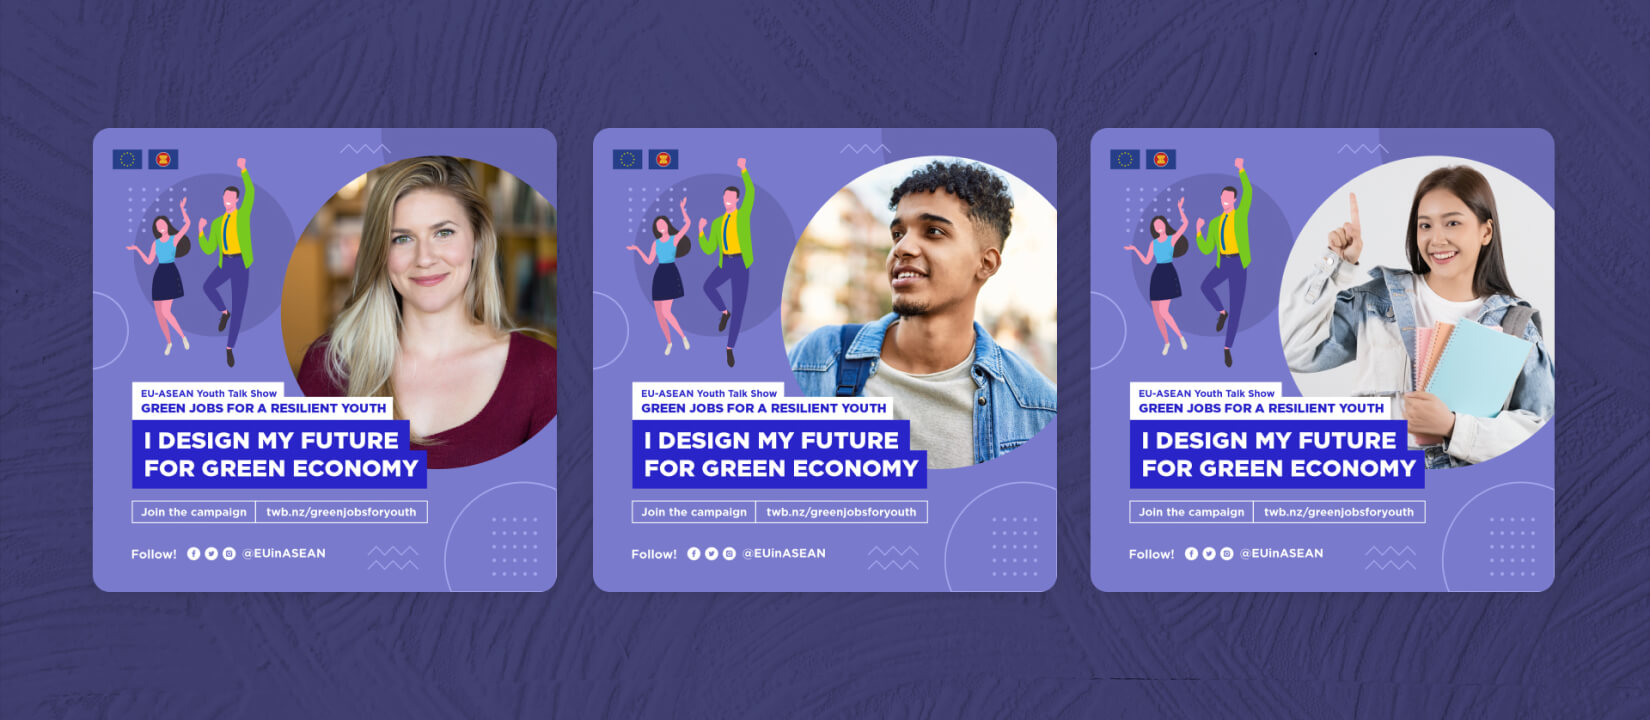 EU-ASEAN Youth Talk Show
GREEN JOBS FOR A RESILIENT YOUTH
I DESIGN MY FUTURE
FOR GREEN ECONOMY
Join the campaign
twb.nz/greenjobsforyouth
Follow!
@EUinASEAN
EU-ASEAN Youth Talk Show
GREEN JOBS FOR A RESILIENT YOUTH
I DESIGN MY FUTURE
FOR GREEN ECONOMY
Join the campaign
twb.nz/greenjobsforyouth
Follow!
@EUinASEAN
EU-ASEAN Youth Talk Show
GREEN JOBS FOR A RESILIENT YOUTH
I DESIGN MY FUTURE
FOR GREEN ECONOMY
Join the campaign
twb.nz/greenjobsforyouth
Follow!
@EUinASEAN